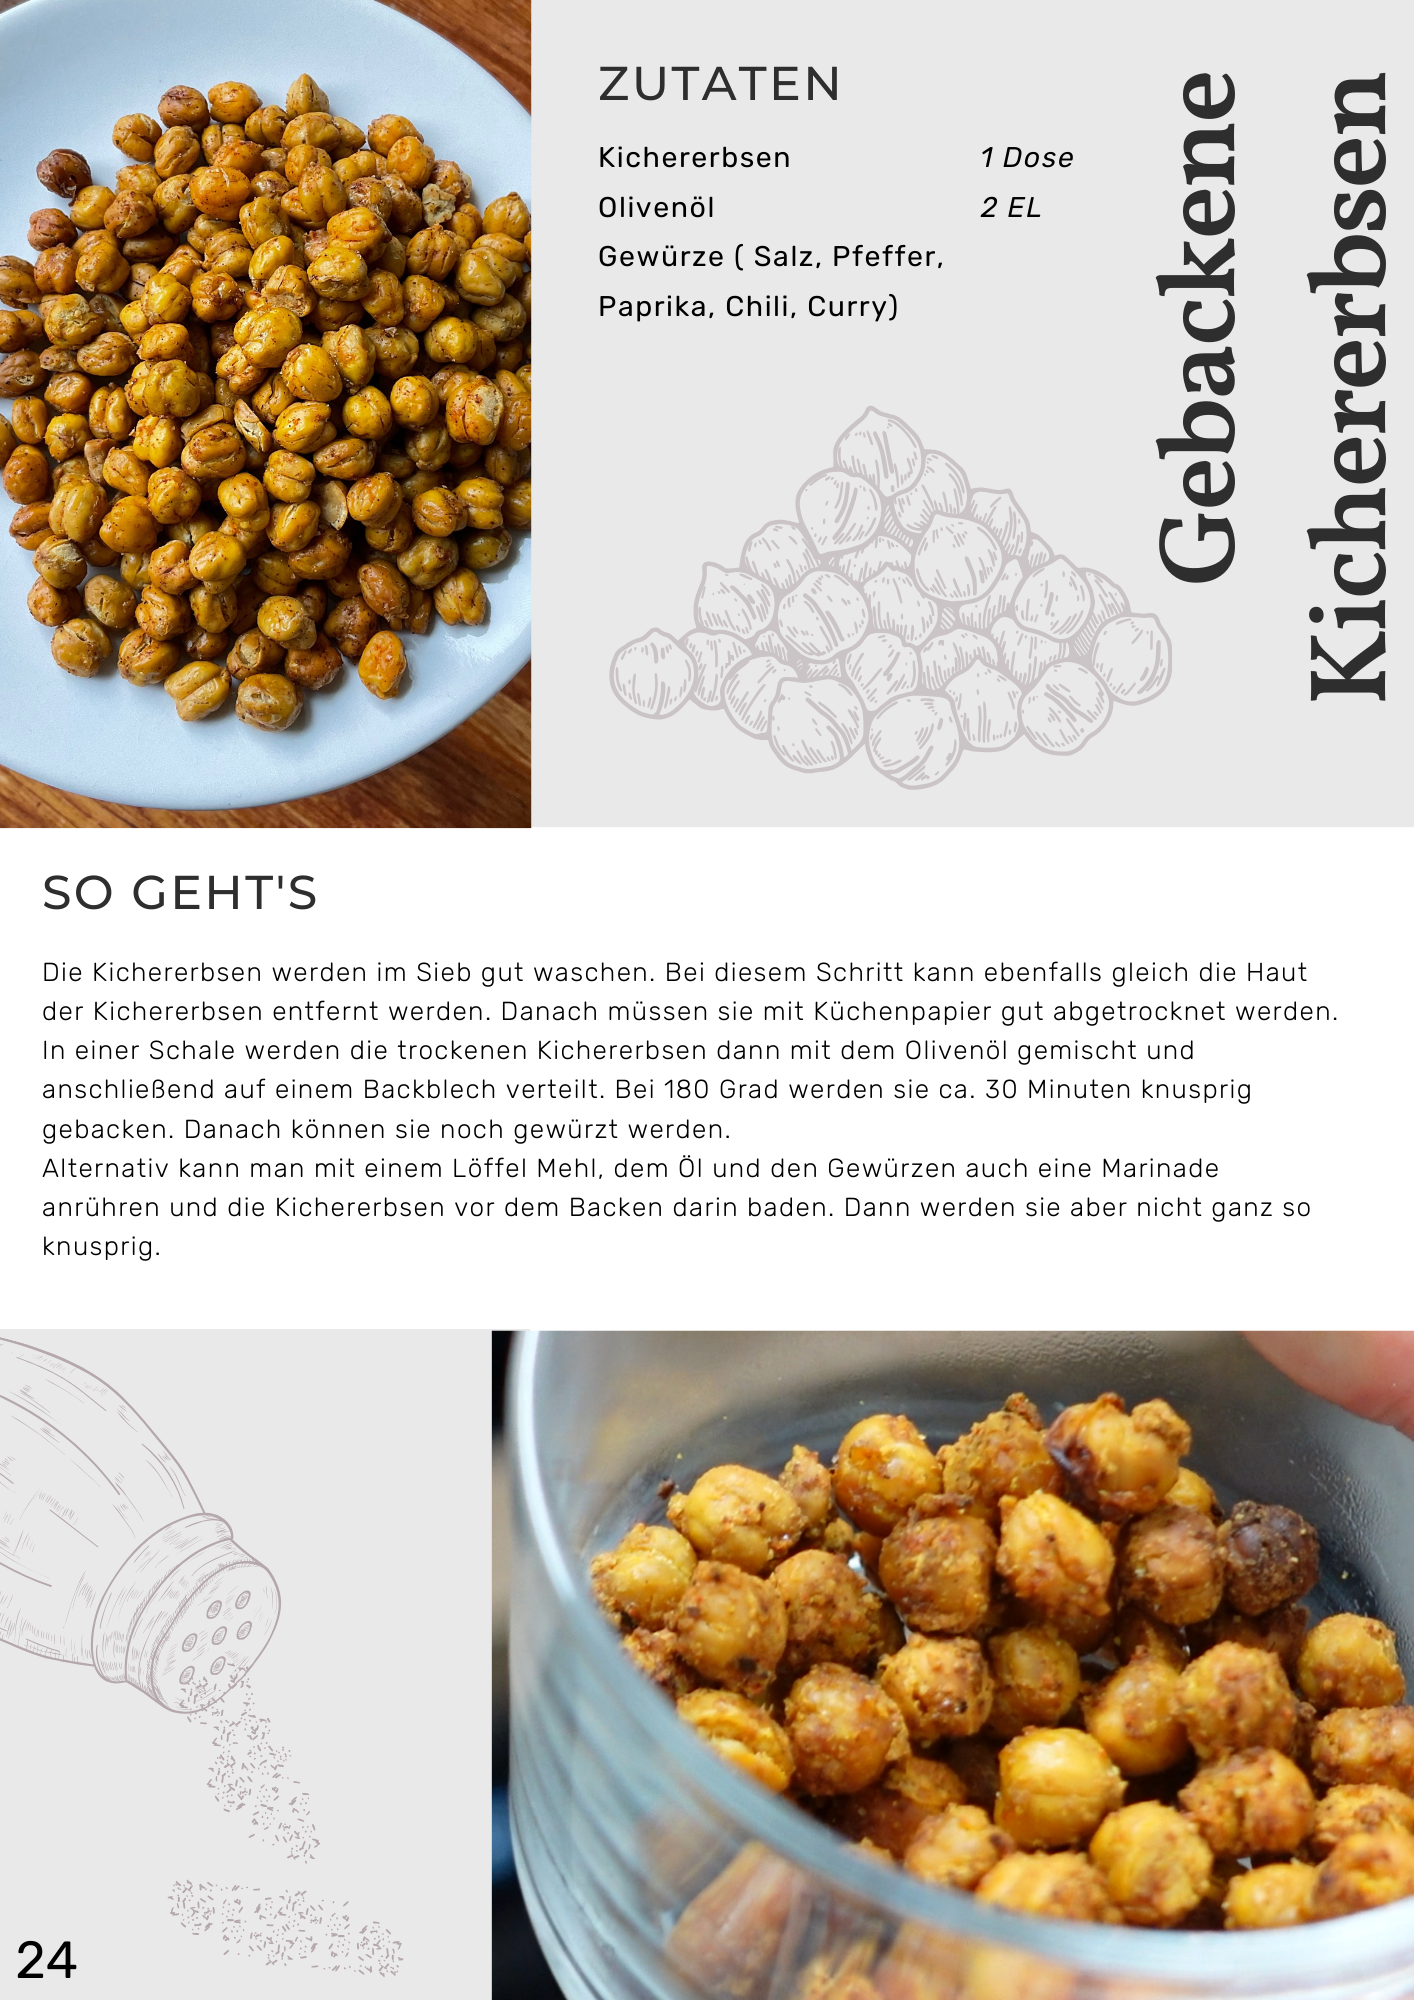 Gebackene
Kichererbsen
ZUTATEN
Kichererbsen 1 Dose
Olivenöl 2 EL
Gewürze ( Salz, Pfeffer,
Paprika, Chili, Curry)
SO GEHT'S
Die Kichererbsen werden im Sieb gut waschen. Bei diesem Schritt kann ebenfalls gleich die Haut
der Kichererbsen entfernt werden. Danach müssen sie mit Küchenpapier gut abgetrocknet werden.
In einer Schale werden die trockenen Kichererbsen dann mit dem Olivenöl gemischt und
anschließend auf einem Backblech verteilt. Bei 180 Grad werden sie ca. 30 Minuten knusprig
gebacken. Danach können sie noch gewürzt werden.
Alternativ kann man mit einem Löffel Mehl, dem Öl und den Gewürzen auch eine Marinade
anrühren und die Kichererbsen vor dem Backen darin baden. Dann werden sie aber nicht ganz so
knusprig.
24